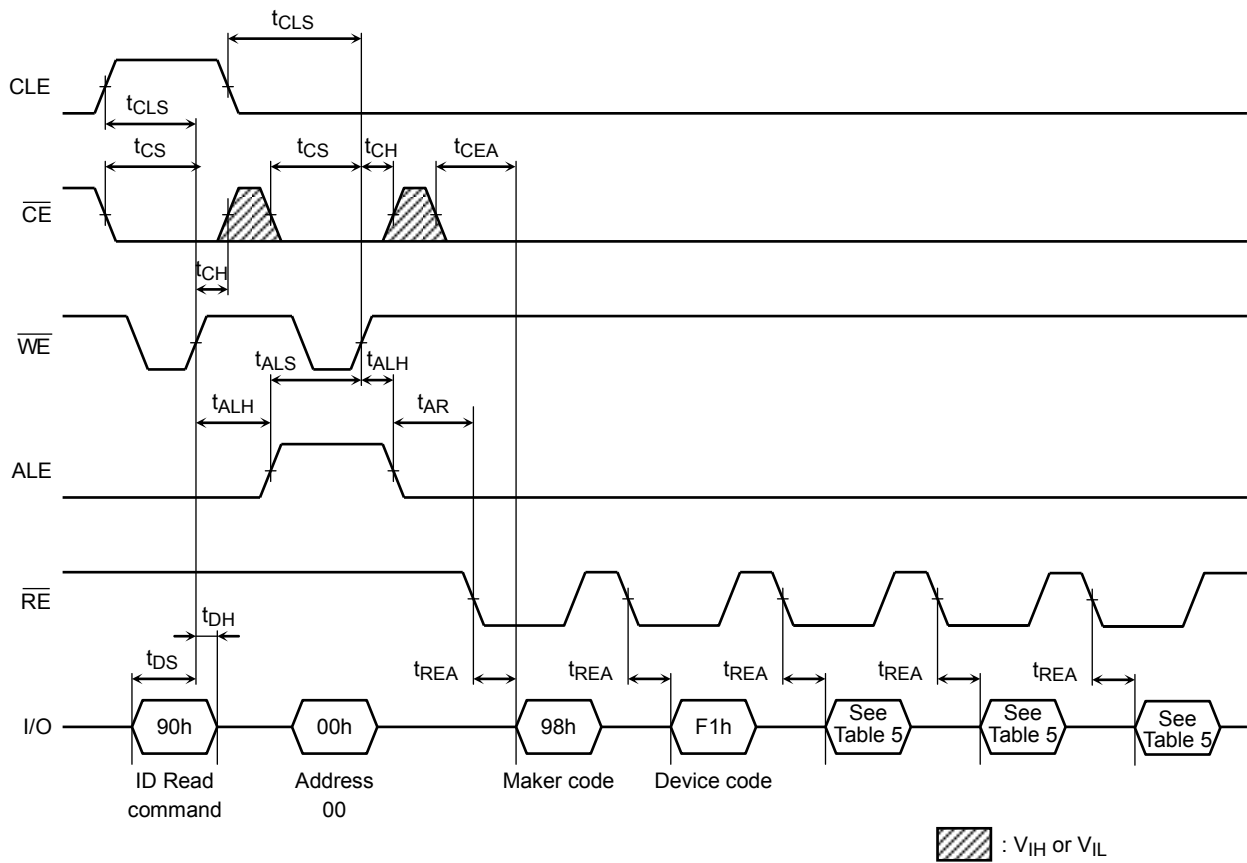 tCLS
CLE
tCLS
tCS
tCS
tCH
tCEA
CE
tCH
WE
tALS
tALH
tALH
tAR
ALE
RE
tDH
tDS
tREA
tREA
tREA
tREA
tREA
I/O
90h
00h
98h
F1h
See
Table 5
See
Table 5
See
Table 5
ID Read
command
Address
00
Maker code
Device code
: VIH or VIL